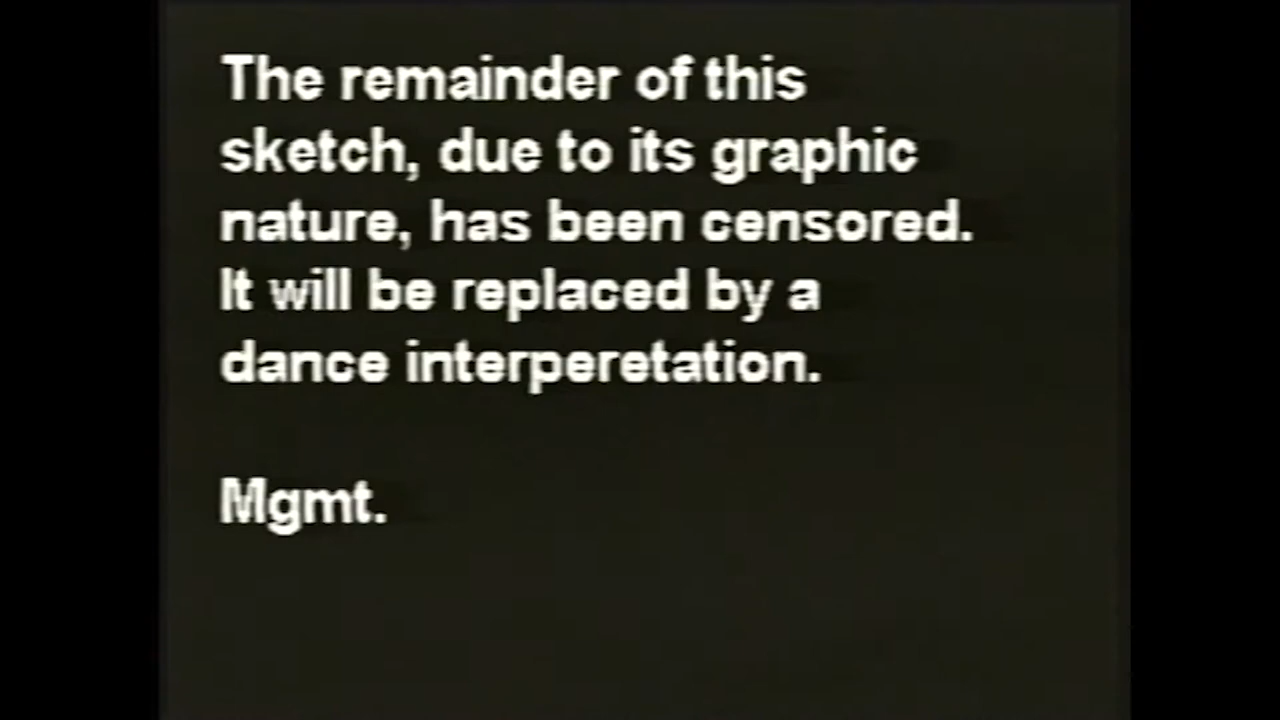 The remainder of this
sketch, due to its graphic
nature, has been censored.
It will be replaced by a
dance interperetation.
Mgmt.